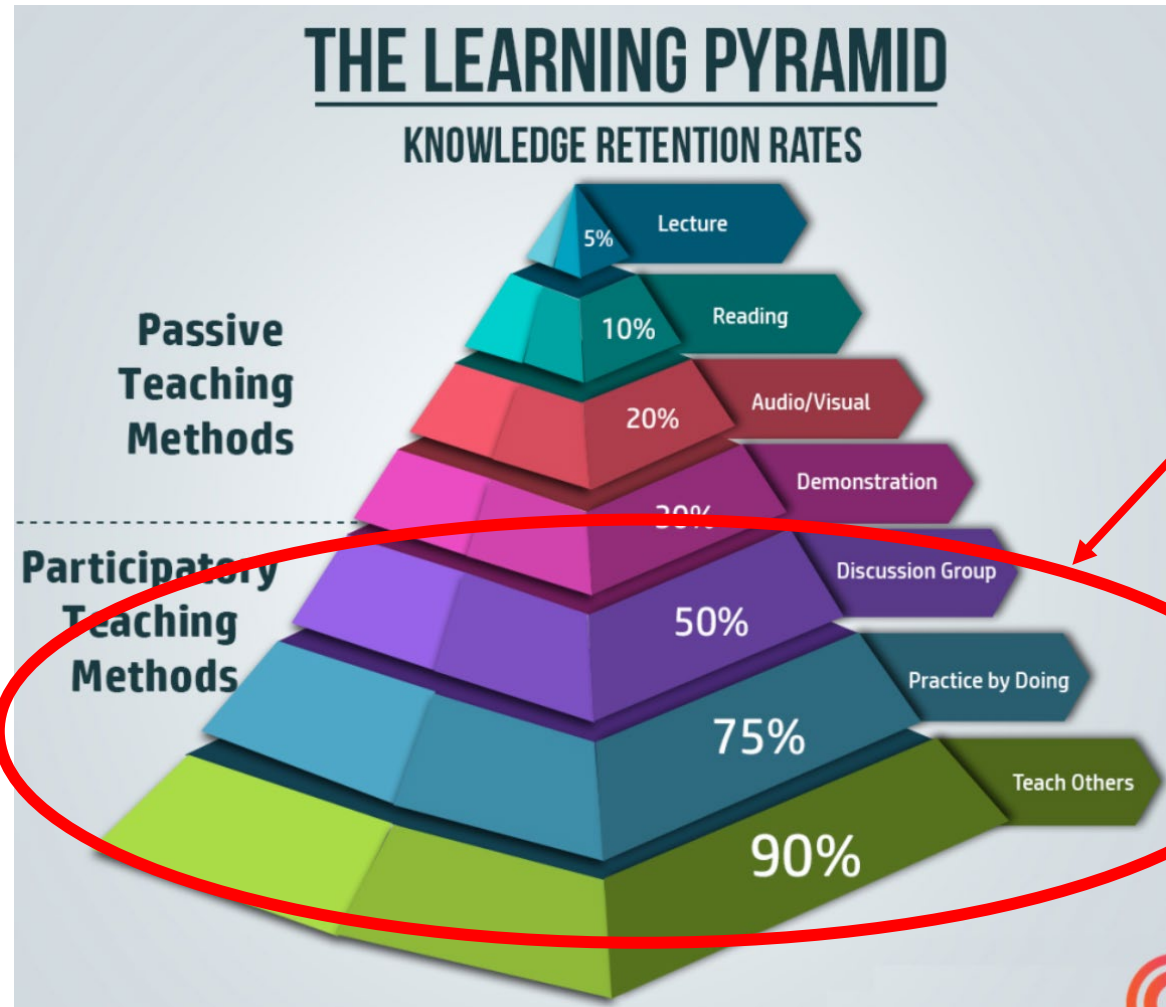 THE LEARNING PYRAMID
KNOWLEDGE RETENTION RATES
5%
Lecture
10%
Reading
Passive
Teaching
Methods
20%
Audio/Visual
30%
Demonstration
Participatory
Teaching
Methods
50%
Discussion Group
75%
Practice by Doing
90%
Teach Others